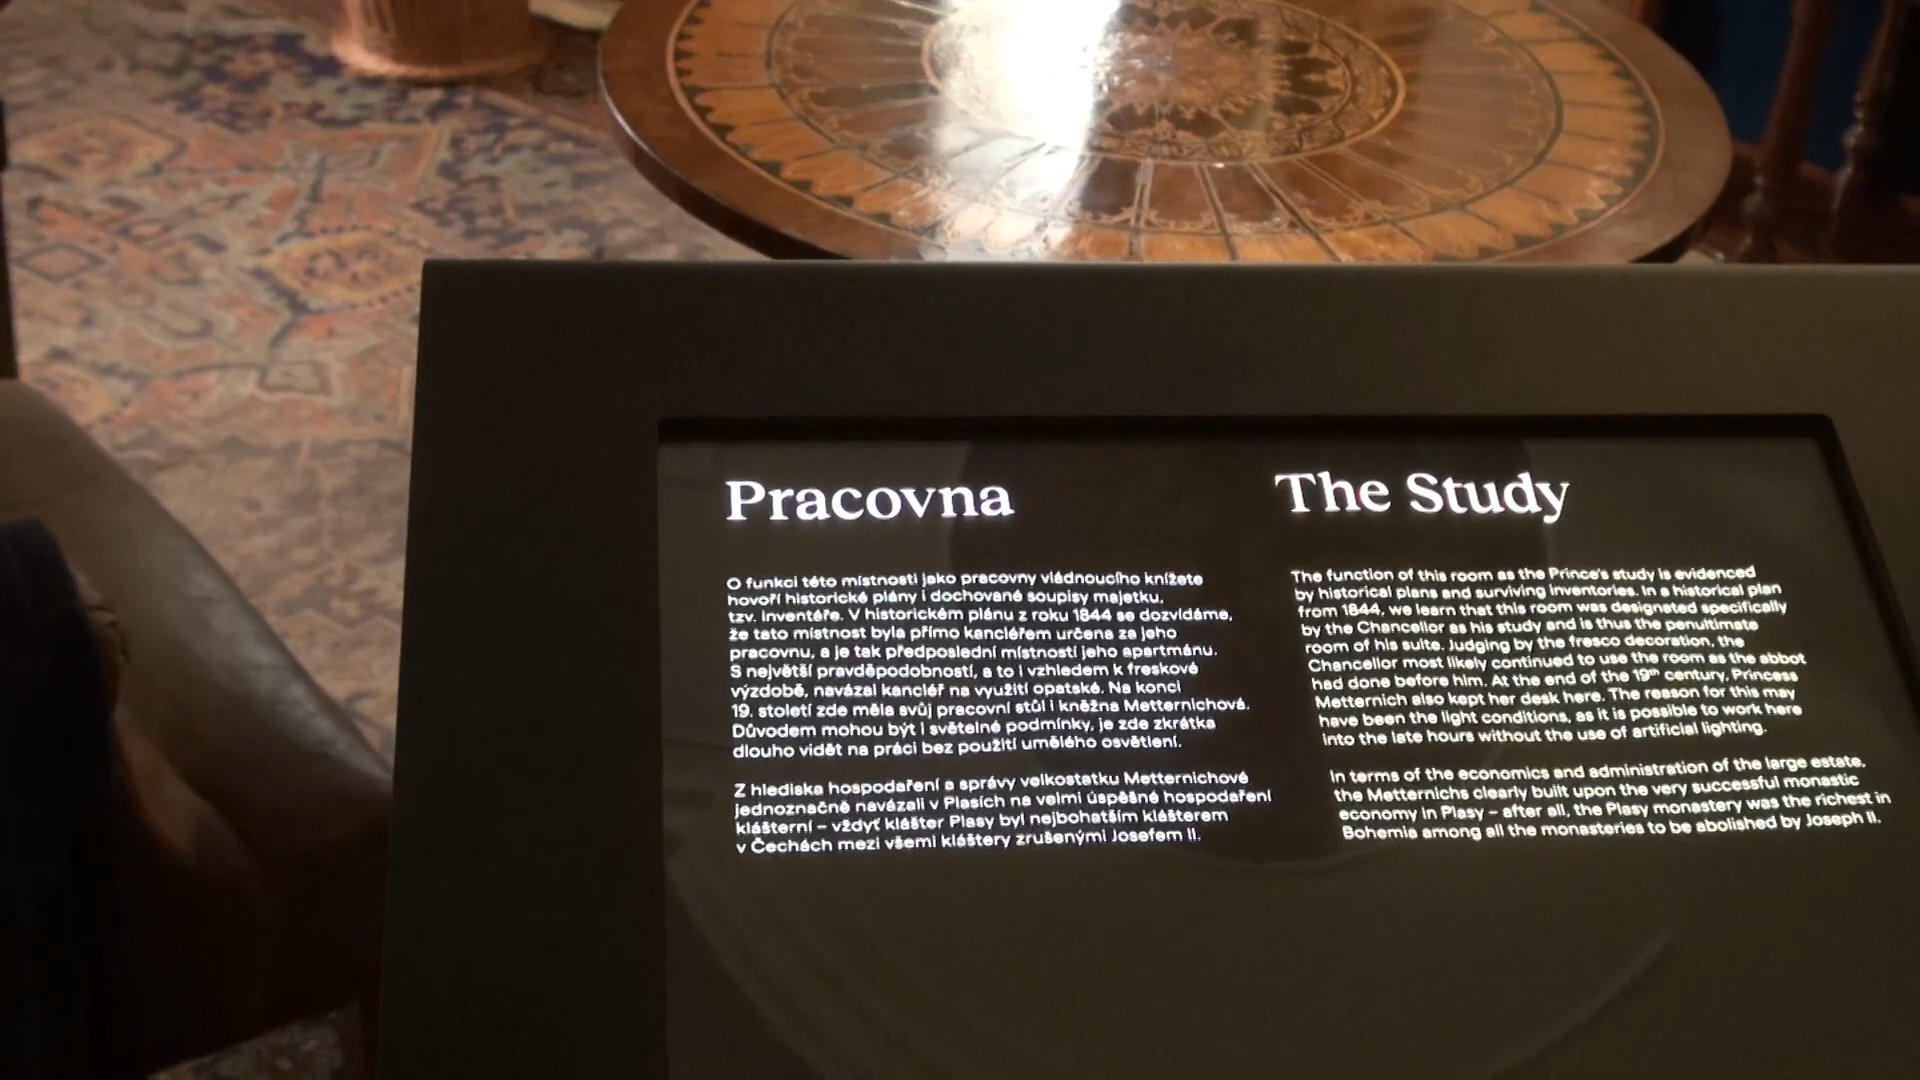 Pracovna
O funkci této místnosti jako pracovny vládnoucího knížete
hovoří historické plány i dochované soupisy majetku,
tzv. inventáře. V historickém plánu z roku 1844 se dozvídáme,
že tato místnost byla přímo kancléřem určena za jeho
pracovnu, a je tak předposlední místností jeho apartmánu.
S největší pravděpodobností, a to i vzhledem k freskové
výzdobě, navázal kancléř na využití opatské. Na konci
19. století zde měla svůj pracovní stůl i kněžna Metternichová.
Důvodem mohou být i světelné podmínky, je zde zkrátka
dlouho vidět na práci bez použití umělého osvětlení.
Z hlediska hospodaření a správy velkostatku Metternichové
jednoznačně navázali v Plasích na velmi úspěšné hospodaření
klášterní – vždyť klášter Plasy byl nejbohatším klášterem
v Čechách mezi všemi kláštery zrušenými Josefem II.
The Study
The function of this room as the Prince's study is evidenced
by historical plans and surviving inventories. In a historical plan
from 1844, we learn that this room was designated specifically
by the Chancellor as his study and is thus the penultimate
room of his suite. Judging by the fresco decoration, the
Chancellor most likely continued to use the room as the abbot
had done before him. At the end of the 19th century, Princess
Metternich also kept her desk here. The reason for this may
have been the light conditions, as it is possible to work here
into the late hours without the use of artificial lighting.
In terms of the economics and administration of the large estate,
the Metternichs clearly built upon the very successful monastic
economy in Plasy – after all, the Plasy monastery was the richest in
Bohemia among all the monasteries to be abolished by Joseph II.